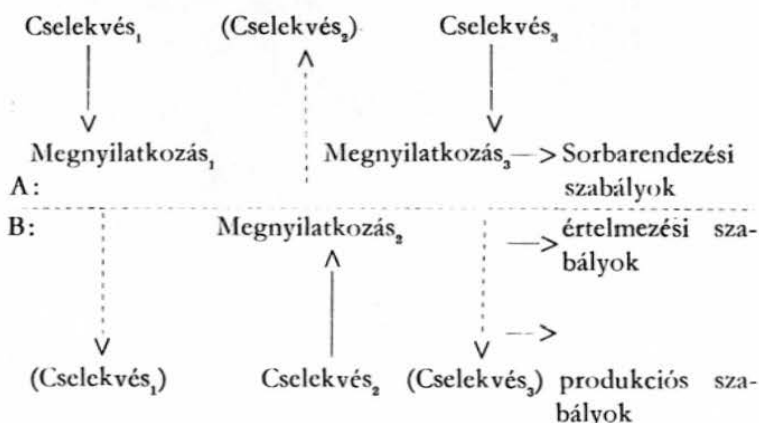 Cselekvés₁ (Cselekvés₂) Cselekvés₃
Megnyilatkozás₁ Megnyilatkozás₃ Sorbarendezési
A: szabályok
B: Megnyilatkozás₂ értelmezési sza-
bályok
(Cselekvés₁) Cselekvés₂ (Cselekvés₃) produkciós sza-
bályok